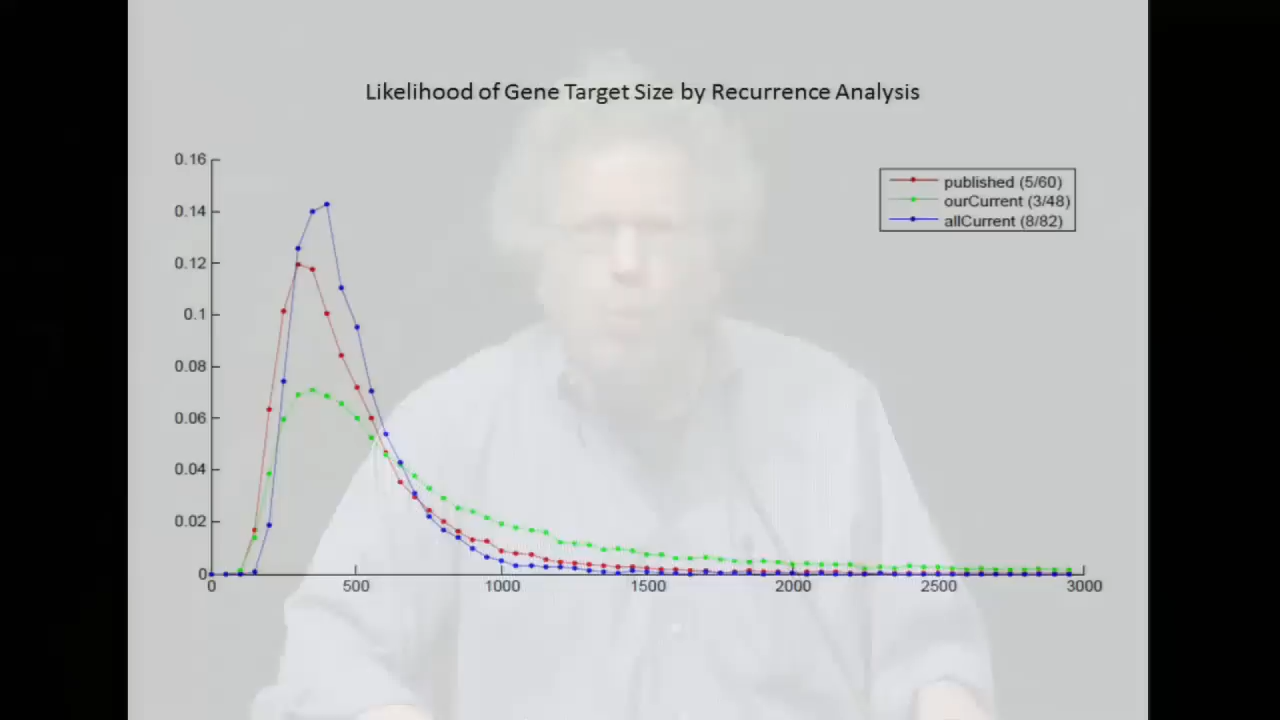 Likelihood of Gene Target Size by Recurrence Analysis
0.16
0.14
0.12
0.1
0.08
0.06
0.04
0.02
0
0 500 1000 1500 2000 2500 3000
published (5/60)
ourCurrent (3/48)
allCurrent (8/82)